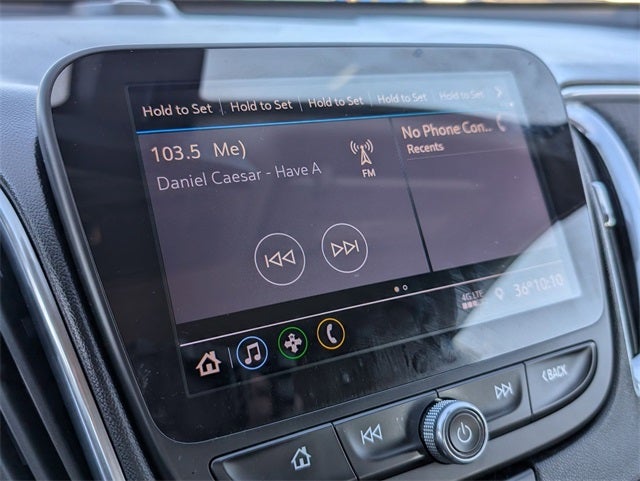 Hold to Set Hold to Set Hold to Set Hold to Set Hold to Set
103.5 Me)
Daniel Caesar - Have A
FM
No Phone Con...
Recents
4G LTE
36° 10:10
BACK